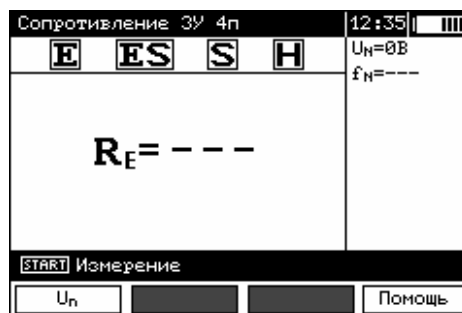 Сопротивление ЗУ 4п 12:35
E ES S H
UN=0В
fN=---
RE=---
START Измерение
Un Помощь